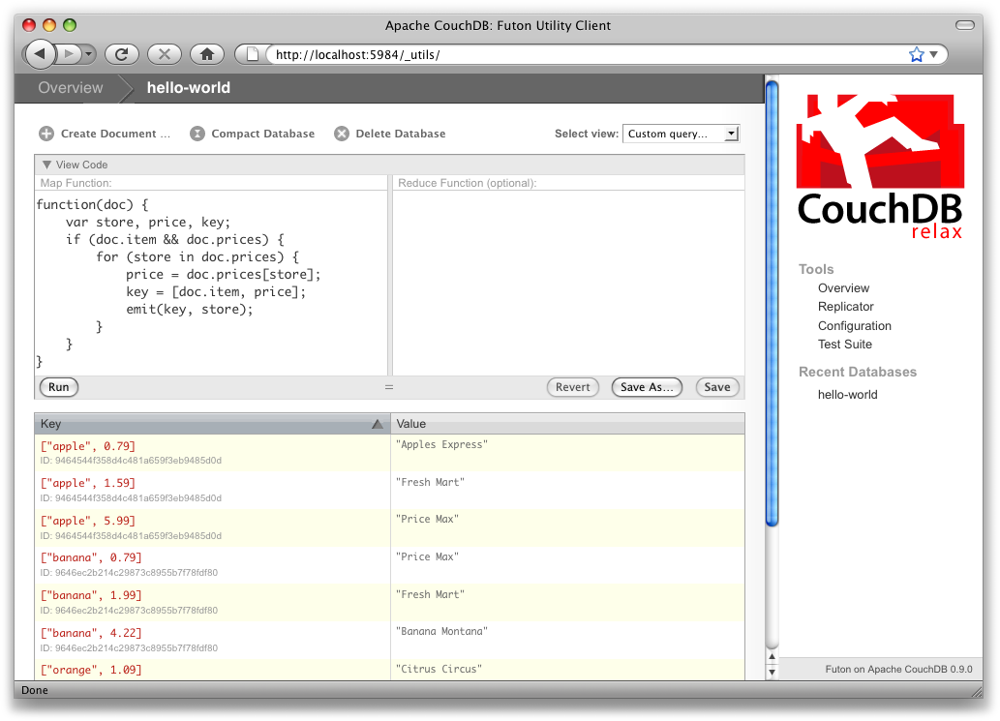 Apache CouchDB: Futon Utility Client
http://localhost:5984/_utils/
Overview hello-world
Create Document ... Compact Database Delete Database Select view: Custom query...
View Code
Map Function: Reduce Function (optional):
function(doc) {
    var store, price, key;
    if (doc.item && doc.prices) {
        for (store in doc.prices) {
            price = doc.prices[store];
            key = [doc.item, price];
            emit(key, store);
        }
    }
}
Run = Revert Save As... Save
Key Value
["apple", 0.79] "Apples Express"
ID: 9464544f358d4c481a659f3eb9485d0d
["apple", 1.59] "Fresh Mart"
ID: 9464544f358d4c481a659f3eb9485d0d
["apple", 5.99] "Price Max"
ID: 9464544f358d4c481a659f3eb9485d0d
["banana", 0.79] "Price Max"
ID: 9646ec2b214c29873c8955b7f78fdf80
["banana", 1.99] "Fresh Mart"
ID: 9646ec2b214c29873c8955b7f78fdf80
["banana", 4.22] "Banana Montana"
ID: 9646ec2b214c29873c8955b7f78fdf80
["orange", 1.09] "Citrus Circus"
CouchDB
relax
Tools
Overview
Replicator
Configuration
Test Suite
Recent Databases
hello-world
Futon on Apache CouchDB 0.9.0
Done